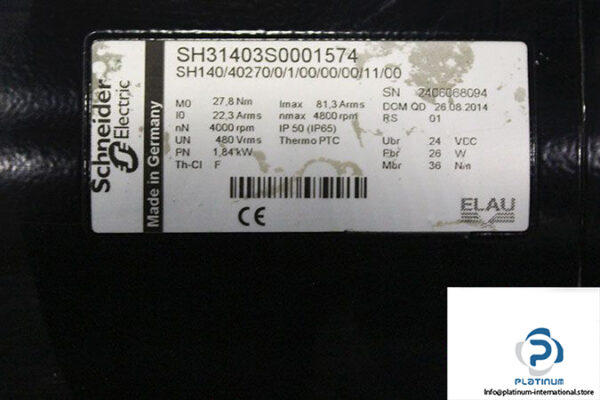 Schneider Electric
Made in Germany
SH31403S0001574
SH140/40270/0/1/00/00/00/11/00
SN 2406068094
M0 27,8 Nm Imax 81,3 Arms DOM QD 26.08.2014
I0 22,3 Arms nmax 4800 rpm RS 01
nN 4000 rpm IP 50 (IP65) Ubr 24 VDC
UN 480 Vrms Thermo PTC Pbr 26 W
PN 1,84 kW Mbr 36 Nm
Th-Cl F
CE
ELAU
PLATINUM
Info@platinum-international.store